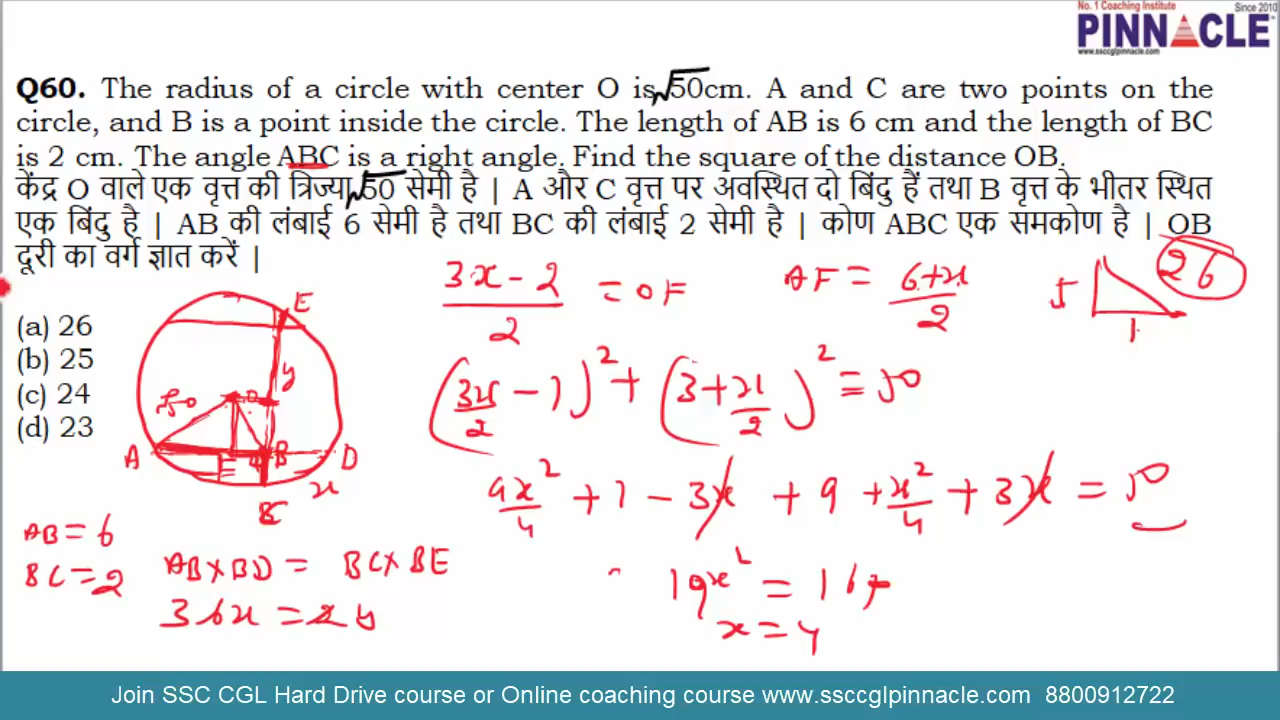 No. 1 Coaching Institute Since 2010
PINNACLE
www.ssccglpinnacle.com
Q60. The radius of a circle with center O is √50cm. A and C are two points on the
circle, and B is a point inside the circle. The length of AB is 6 cm and the length of BC
is 2 cm. The angle ABC is a right angle. Find the square of the distance OB.
केंद्र O वाले एक वृत्त की त्रिज्या √50 सेमी है | A और C वृत्त पर अवस्थित दो बिंदु हैं तथा B वृत्त के भीतर स्थित
एक बिंदु है | AB की लंबाई 6 सेमी है तथा BC की लंबाई 2 सेमी है | कोण ABC एक समकोण है | OB
दूरी का वर्ग ज्ञात करें |
(a) 26
(b) 25
(c) 24
(d) 23
E
y
√50
O
A
F
B
D
x
C
AB = 6
BC = 2
AB × BD = BC × BE
3 6x = 2 y
(3x - 2)/2 = OF
AF = (6+x)/2
5
1
26
(3x/2 - 1)² + (3 + x/2)² = 50
9x²/4 + 1 - 3x + 9 + x²/4 + 3x = 50
10x² = 16
x = 4
Join SSC CGL Hard Drive course or Online coaching course www.ssccglpinnacle.com 8800912722